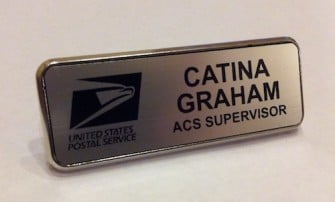 CATINA
GRAHAM
ACS SUPERVISOR
UNITED STATES
POSTAL SERVICE